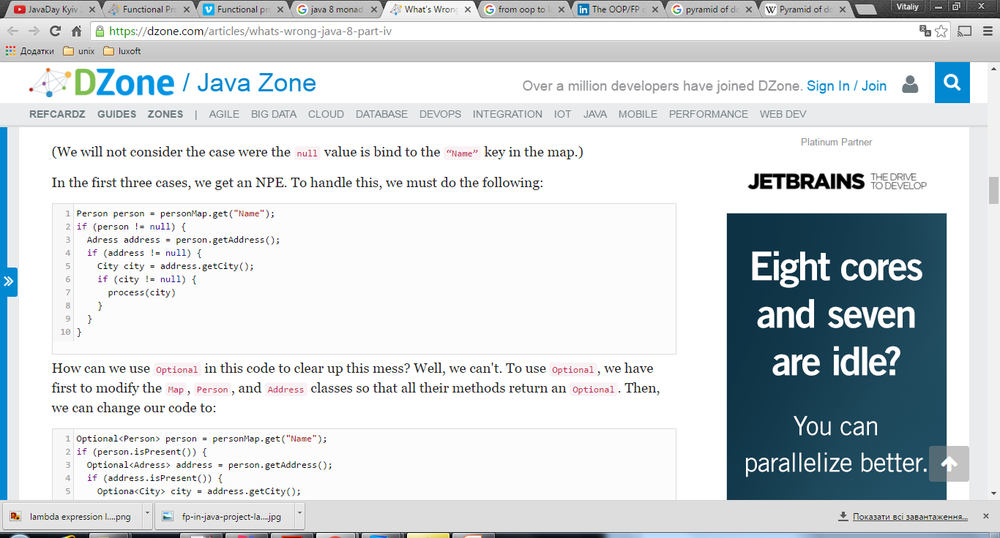 JavaDay Kyiv
Functional Pro
Functional pr
java 8 monad
What's Wrong
from oop to
The OOP/FP
pyramid of do
Pyramid of do
Vitaliy
https://dzone.com/articles/whats-wrong-java-8-part-iv
Додатки unix luxoft
DZone / Java Zone
Over a million developers have joined DZone. Sign In / Join
REFCARDZ GUIDES ZONES | AGILE BIG DATA CLOUD DATABASE DEVOPS INTEGRATION IOT JAVA MOBILE PERFORMANCE WEB DEV
(We will not consider the case were the null value is bind to the “Name” key in the map.)
In the first three cases, we get an NPE. To handle this, we must do the following:
1 Person person = personMap.get("Name");
2 if (person != null) {
3 Adress address = person.getAddress();
4 if (address != null) {
5 City city = address.getCity();
6 if (city != null) {
7 process(city)
8 }
9 }
10 }
How can we use Optional in this code to clear up this mess? Well, we can't. To use Optional, we have
first to modify the Map, Person, and Address classes so that all their methods return an Optional. Then,
we can change our code to:
1 Optional<Person> person = personMap.get("Name");
2 if (person.isPresent()) {
3 Optional<Adress> address = person.getAddress();
4 if (address.isPresent()) {
5 Optiona<City> city = address.getCity();
Platinum Partner
JETBRAINS THE DRIVE
TO DEVELOP
Eight cores
and seven
are idle?
You can
parallelize better.
lambda expression l....png
fp-in-java-project-la....jpg
Показати всі завантаження...